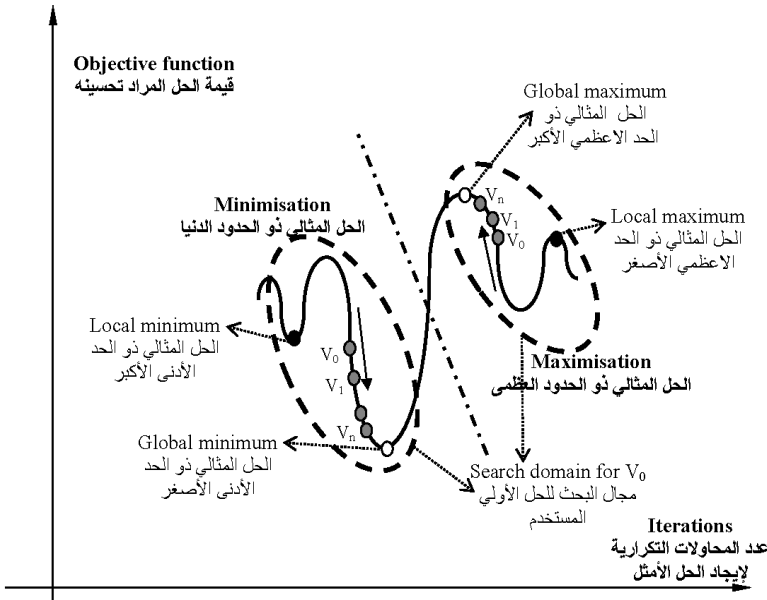 Objective function
قيمة الحل المراد تحسينه
Global maximum
الحل المثالي ذو
الحد الاعظمي الأكبر
Minimisation
الحل المثالي ذو الحدود الدنيا
Vn
V1
V0
Local maximum
الحل المثالي ذو الحد
الاعظمي الأصغر
Local minimum
الحل المثالي ذو الحد
الأدنى الأكبر
V0
V1
Vn
Maximisation
الحل المثالي ذو الحدود العظمى
Global minimum
الحل المثالي ذو الحد
الأدنى الأصغر
Search domain for V0
مجال البحث للحل الأولي
المستخدم
Iterations
عدد المحاولات التكرارية
لإيجاد الحل الأمثل